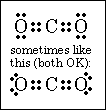 O::C::O
sometimes like
this (both OK):
O::C::O